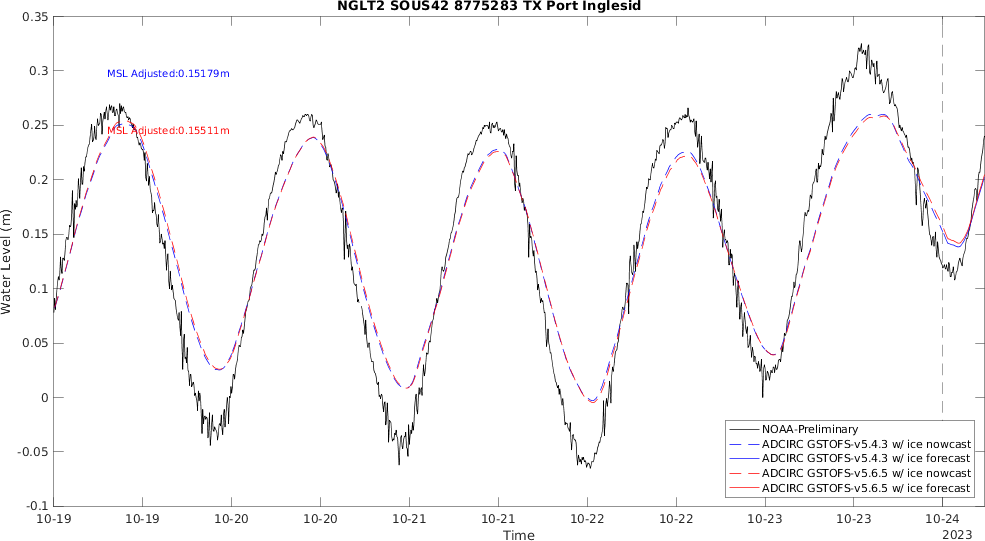 NGLT2 SOUS42 8775283 TX Port Inglesid
0.35
0.3
0.25
0.2
0.15
0.1
0.05
0
-0.05
-0.1
Water Level (m)
MSL Adjusted:0.15179m
MSL Adjusted:0.15511m
NOAA-Preliminary
ADCIRC GSTOFS-v5.4.3 w/ ice nowcast
ADCIRC GSTOFS-v5.4.3 w/ ice forecast
ADCIRC GSTOFS-v5.6.5 w/ ice nowcast
ADCIRC GSTOFS-v5.6.5 w/ ice forecast
10-19 10-19 10-20 10-20 10-21 10-21 10-22 10-22 10-23 10-23 10-24
Time
2023